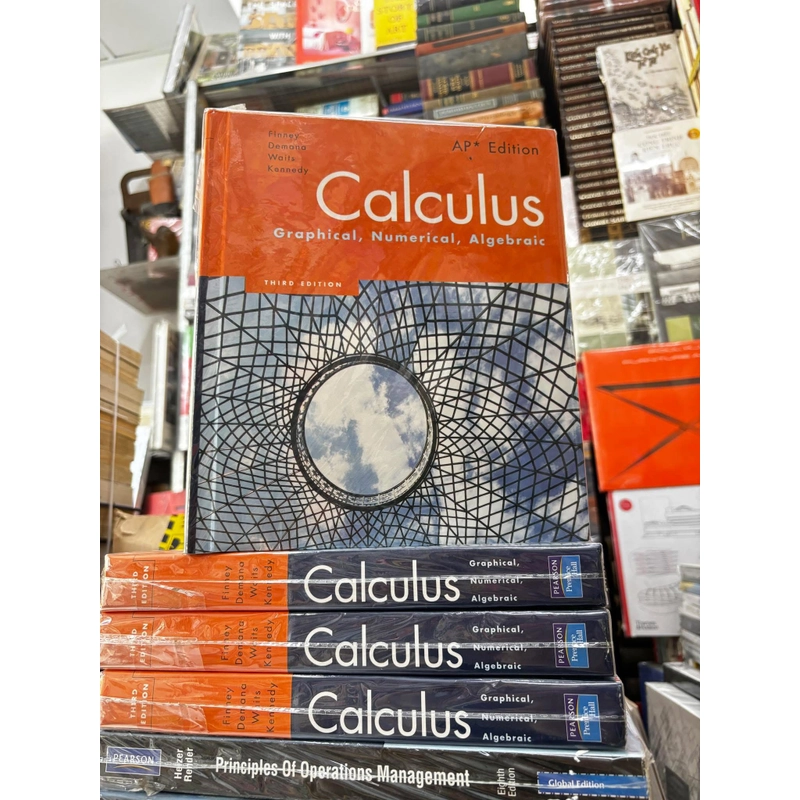 Finney
Demana
Waits
Kennedy
AP* Edition
Calculus
Graphical, Numerical, Algebraic
THIRD EDITION
THIRD
EDITION
Finney
Demana
Waits
Kennedy
Calculus
Graphical,
Numerical,
Algebraic
PEARSON
Prentice
Hall
THIRD
EDITION
Finney
Demana
Waits
Kennedy
Calculus
Graphical,
Numerical,
Algebraic
PEARSON
Prentice
Hall
THIRD
EDITION
Finney
Demana
Waits
Kennedy
Calculus
Graphical,
Numerical,
Algebraic
PEARSON
Prentice
Hall
PEARSON
Heizer
Render
Principles Of Operations Management
Eighth
Edition
Global Edition